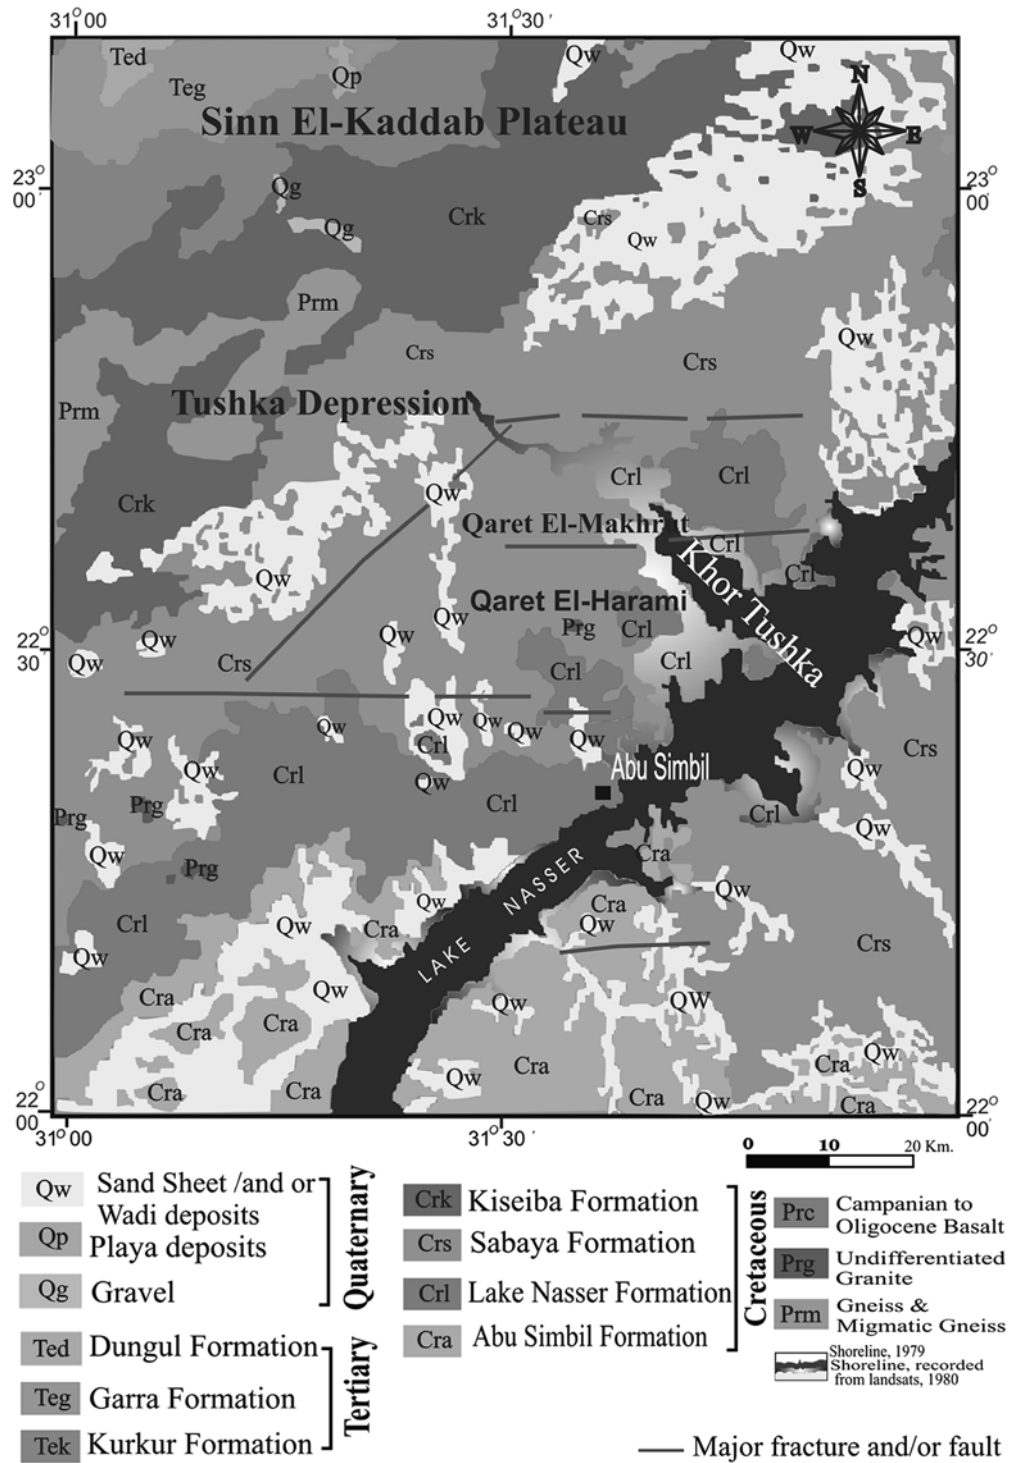 31° 00
31° 30 ′
Ted
Teg
Qp
Qw
Qw
N
Sinn El-Kaddab Plateau
W
E
S
23° 00′
23° 00′
Qg
Qg
Crk
Crs
Qw
Prm
Qw
Crs
Crs
Prm
Tushka Depression
Crl
Crl
Crk
Qw
Qaret El-Makhrut
Crl
Khor Tushka
Qw
Crl
Qaret El-Harami
Qw
Prg
Crl
22° 30′
Qw
Qw
Qw
Qw
22° 30′
Crs
Crl
Crl
Qw
Qw
Qw
Qw
Qw
Qw
Crl
Crs
Qw
Crl
Qw
Abu Simbil
Qw
Prg
Prg
Crl
Crl
Qw
Qw
Prg
Cra
NASSER
Qw
Qw
Cra
Crl
Qw
Cra
Qw
Crs
Qw
LAKE
Cra
Qw
Qw
QW
Cra
Cra
Cra
Qw
Cra
Qw
Cra
Cra
Cra
Cra
Qw
Cra
22° 00
22° 00′
31° 00
31° 30′
0 10 20 Km.
Qw Sand Sheet /and or
Wadi deposits
Qp Playa deposits
Qg Gravel
Quaternary
Ted Dungul Formation
Teg Garra Formation
Tek Kurkur Formation
Tertiary
Crk Kiseiba Formation
Crs Sabaya Formation
Crl Lake Nasser Formation
Cra Abu Simbil Formation
Cretaceous
Prc Campanian to
Oligocene Basalt
Prg Undifferentiated
Granite
Prm Gneiss &
Migmatic Gneiss
Shoreline, 1979
Shoreline, recorded
from landsats, 1980
Major fracture and/or fault